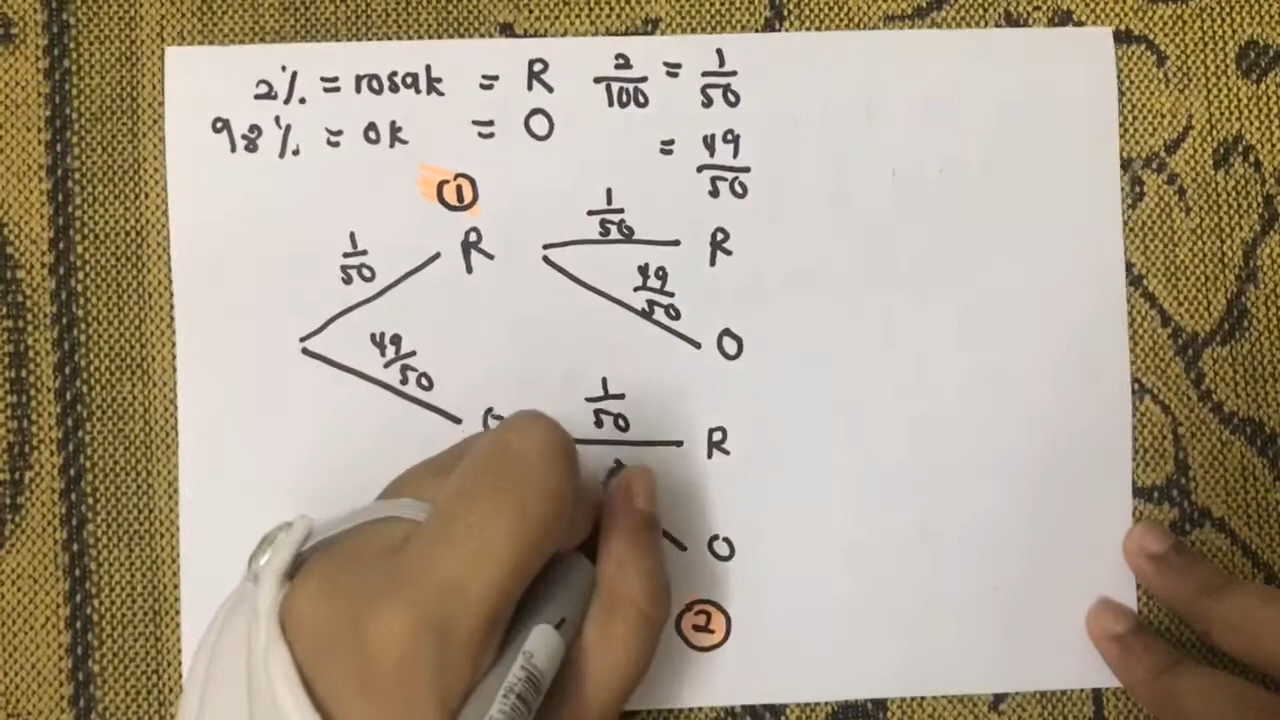 2% = rosak = R 2/100 = 1/50
98% = ok = O = 49/50
1
1/50 R 1/50 R
49/50 O
49/50 1/50 R
O
2